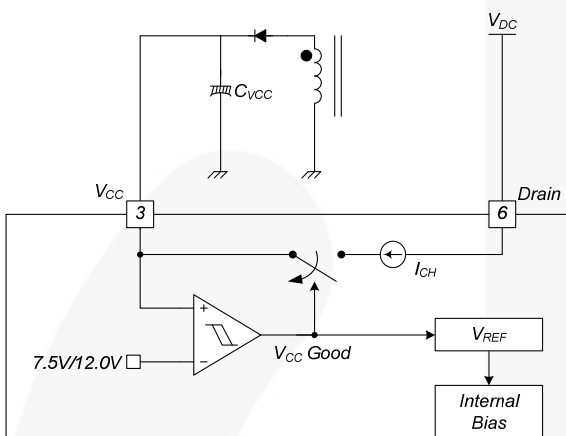 V_DC
C_VCC
V_CC
3
6
Drain
I_CH
+
7.5V/12.0V
−
V_CC Good
V_REF
Internal
Bias